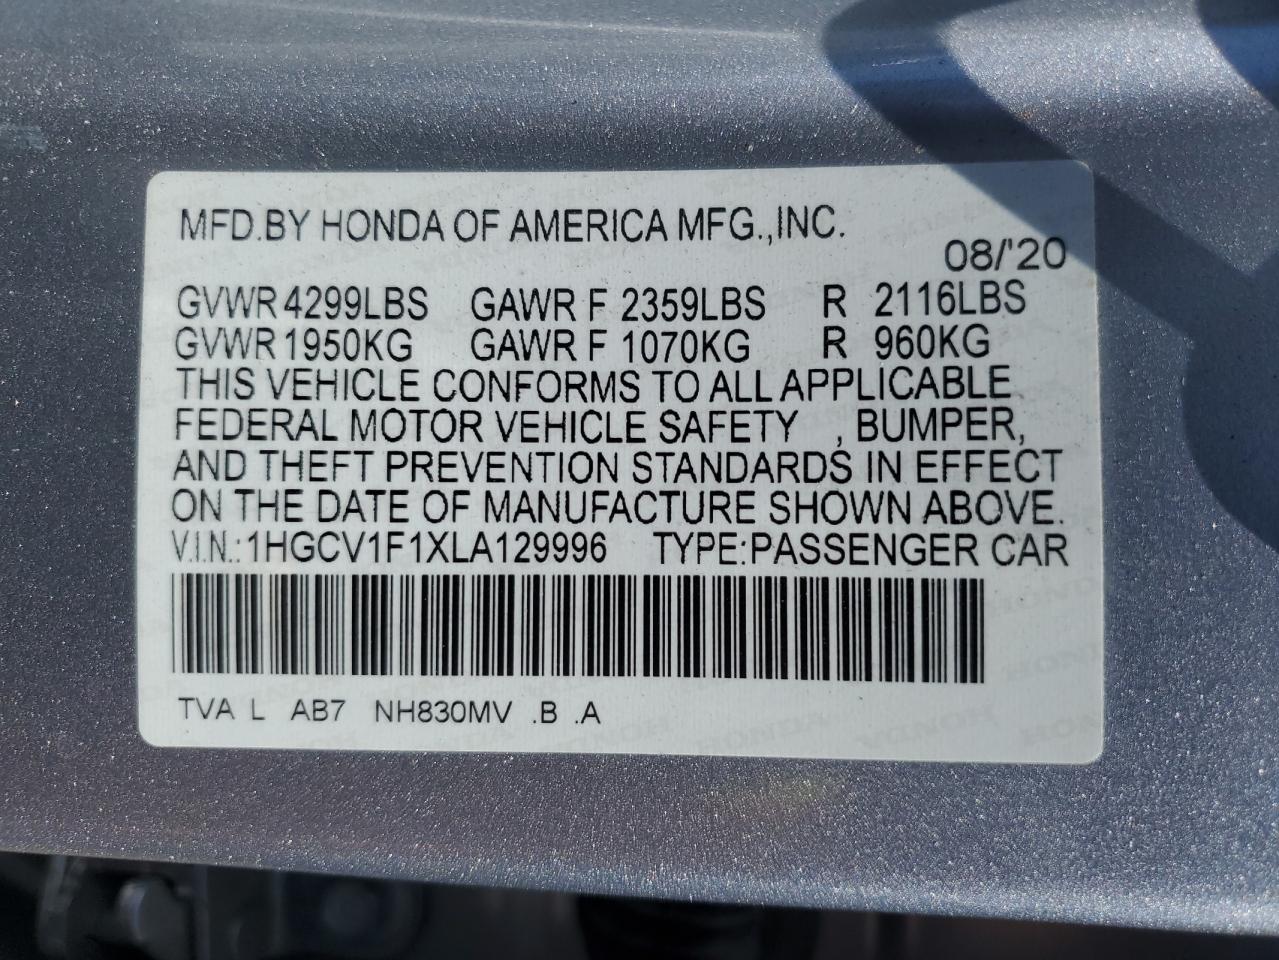 MFD.BY HONDA OF AMERICA MFG.,INC.
08/'20
GVWR 4299LBS GAWR F 2359LBS R 2116LBS
GVWR 1950KG GAWR F 1070KG R 960KG
THIS VEHICLE CONFORMS TO ALL APPLICABLE
FEDERAL MOTOR VEHICLE SAFETY , BUMPER,
AND THEFT PREVENTION STANDARDS IN EFFECT
ON THE DATE OF MANUFACTURE SHOWN ABOVE.
V.I.N.:1HGCV1F1XLA129996 TYPE:PASSENGER CAR
TVA L AB7 NH830MV .B .A